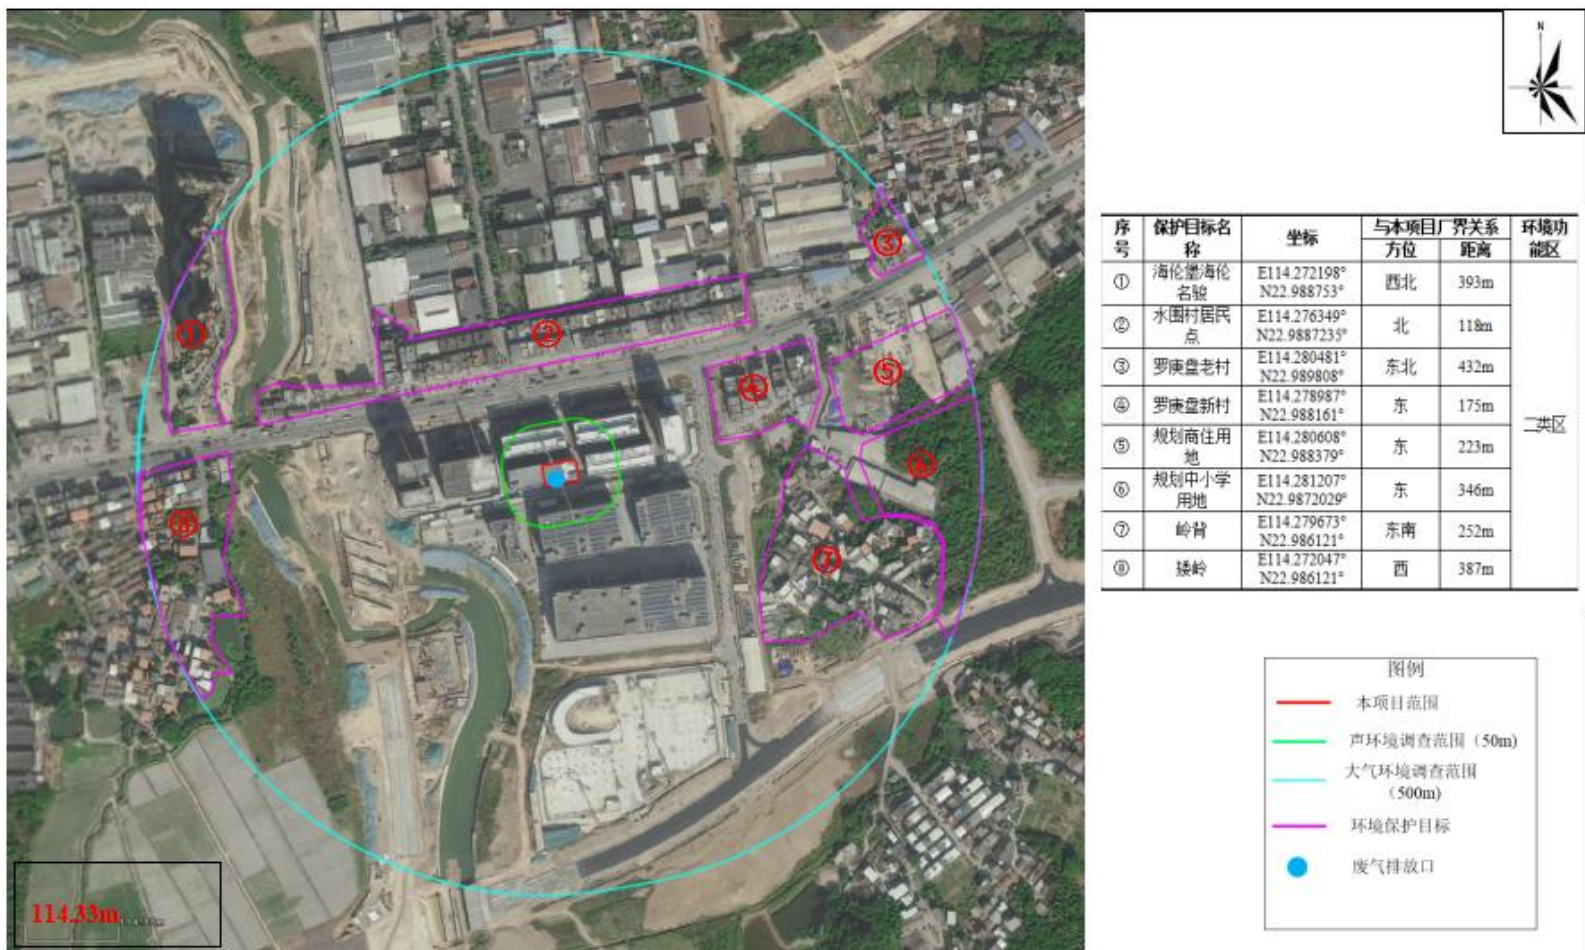 N
序号
保护目标名称
坐标
与本项目厂界关系
方位
距离
环境功能区
①
海伦堡海伦名骏
E114.272198°
N22.988753°
西北
393m
②
水围村居民点
E114.276349°
N22.9887235°
北
118m
③
罗庚盘老村
E114.280481°
N22.989808°
东北
432m
④
罗庚盘新村
E114.278987°
N22.988161°
东
175m
⑤
规划商住用地
E114.280608°
N22.988379°
东
223m
⑥
规划中小学用地
E114.281207°
N22.9872029°
东
346m
⑦
岭背
E114.279673°
N22.986121°
东南
252m
⑧
矮岭
E114.272047°
N22.986121°
西
387m
二类区
①
②
③
④
⑤
⑥
⑦
⑧
114.33m
图例
本项目范围
声环境调查范围（50m)
大气环境调查范围
（500m)
环境保护目标
废气排放口